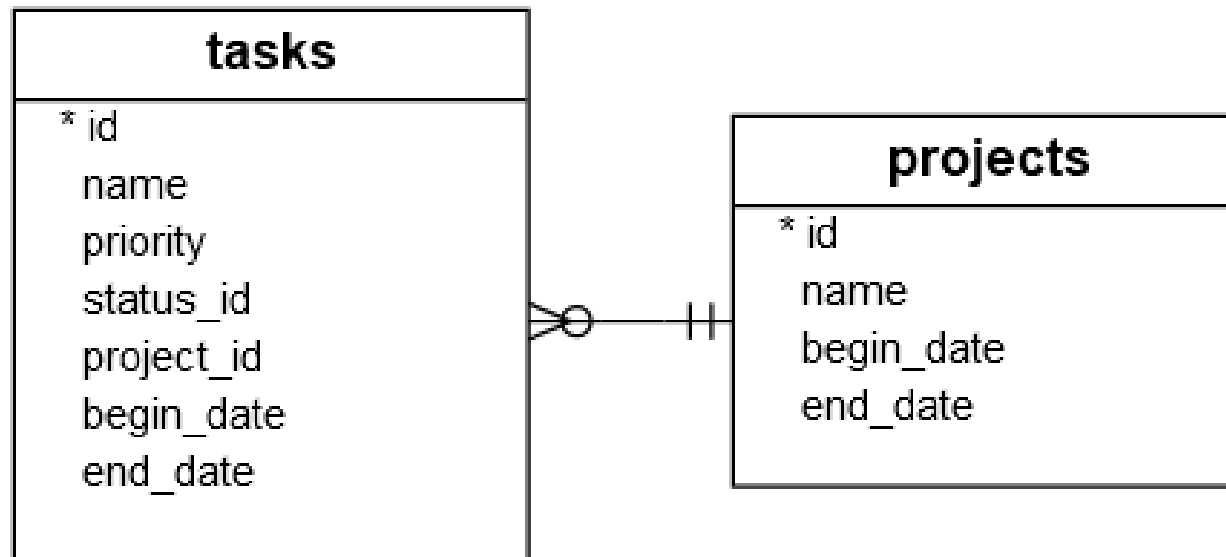 tasks
* id
name
priority
status_id
project_id
begin_date
end_date
projects
* id
name
begin_date
end_date